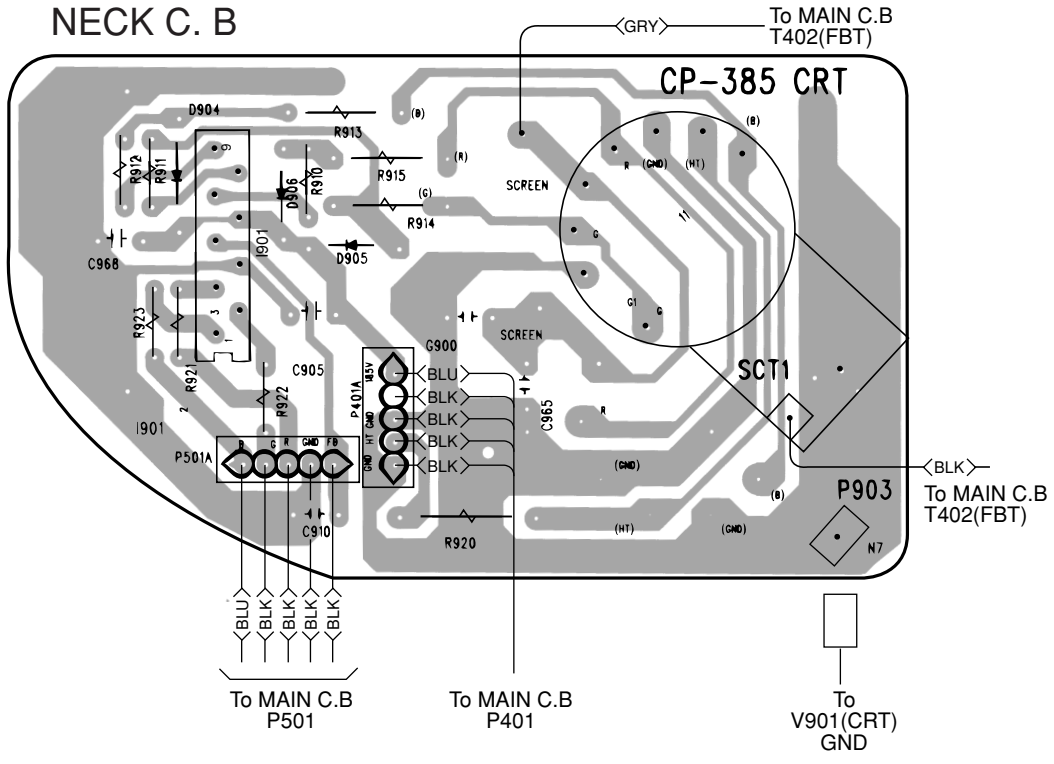 NECK C. B
GRY
To MAIN C.B
T402(FBT)
CP-385 CRT
D904
R913
(B)
(B)
9
R912
R911
D906
R910
R915
(R)
R
(GND)
(HT)
SCREEN
(G)
R914
11
C968
I901
D905
G
G1
G
R923
3
1
SCREEN
G900
R921
C905
P401A
185V
BLU
SCT1
R922
BLK
2
GND
BLK
C965
R
I901
HT
BLK
P501A
B
G
R
GND
FB
GND
BLK
(GND)
BLK
To MAIN C.B
T402(FBT)
(B)
P903
C910
R920
(HT)
(GND)
N7
BLU
BLK
BLK
BLK
BLK
To MAIN C.B
P501
To MAIN C.B
P401
To
V901(CRT)
GND